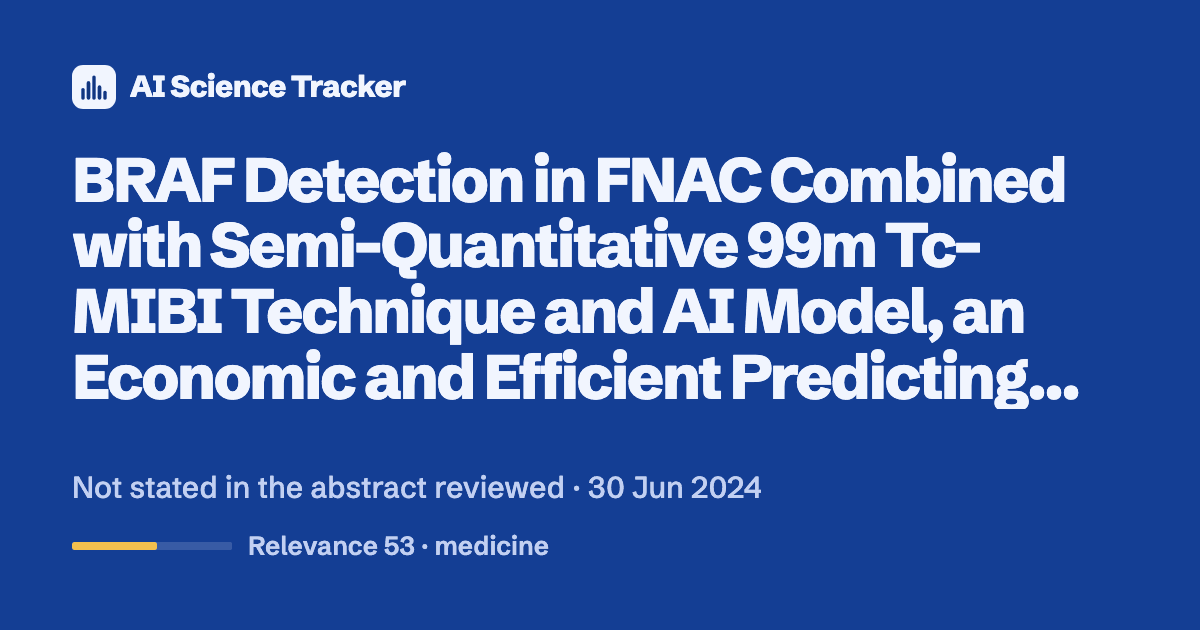 AI Science Tracker
BRAF Detection in FNAC Combined
with Semi-Quantitative 99m Tc-
MIBI Technique and AI Model, an
Economic and Efficient Predicting...
Not stated in the abstract reviewed · 30 Jun 2024
Relevance 53 · medicine